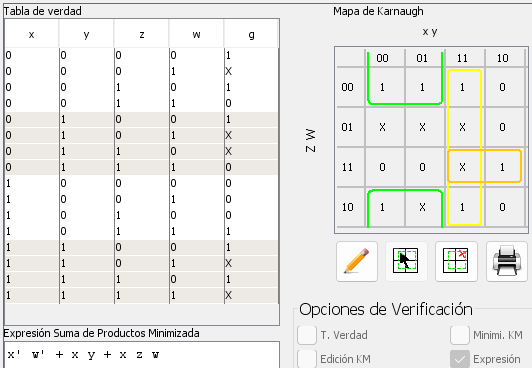 Tabla de verdad
x y z w g
0 0 0 0 1
0 0 0 1 X
0 0 1 0 1
0 0 1 1 0
0 1 0 0 1
0 1 0 1 X
0 1 1 0 X
0 1 1 1 0
1 0 0 0 0
1 0 0 1 0
1 0 1 0 0
1 0 1 1 1
1 1 0 0 1
1 1 0 1 X
1 1 1 0 1
1 1 1 1 X
Expresión Suma de Productos Minimizada
x' w' + x y + x z w
Mapa de Karnaugh
x y
00 01 11 10
Z W
00 1 1 1 0
01 X X X 0
11 0 0 X 1
10 1 X 1 0
Opciones de Verificación
T. Verdad
Minimi. KM
Edición KM
Expresión